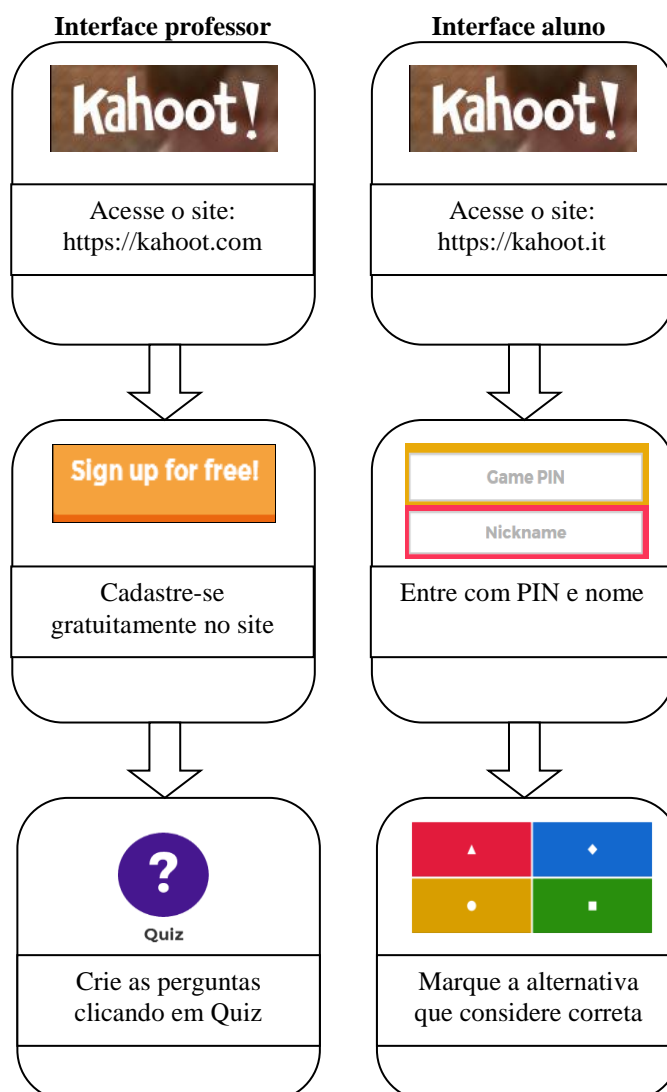 Interface professor
Kahoot!
Acesse o site:
https://kahoot.com
Sign up for free!
Cadastre-se
gratuitamente no site
?
Quiz
Crie as perguntas
clicando em Quiz
Interface aluno
Kahoot!
Acesse o site:
https://kahoot.it
Game PIN
Nickname
Entre com PIN e nome
Marque a alternativa
que considere correta